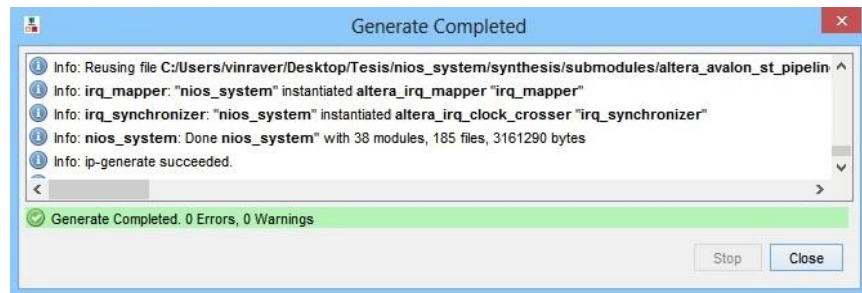 Generate Completed
Info: Reusing file C:/Users/vinraver/Desktop/Tesis/nios_system/synthesis/submodules/altera_avalon_st_pipelin
Info: irq_mapper: "nios_system" instantiated altera_irq_mapper "irq_mapper"
Info: irq_synchronizer: "nios_system" instantiated altera_irq_clock_crosser "irq_synchronizer"
Info: nios_system: Done nios_system" with 38 modules, 185 files, 3161290 bytes
Info: ip-generate succeeded.
Generate Completed. 0 Errors, 0 Warnings
Stop Close